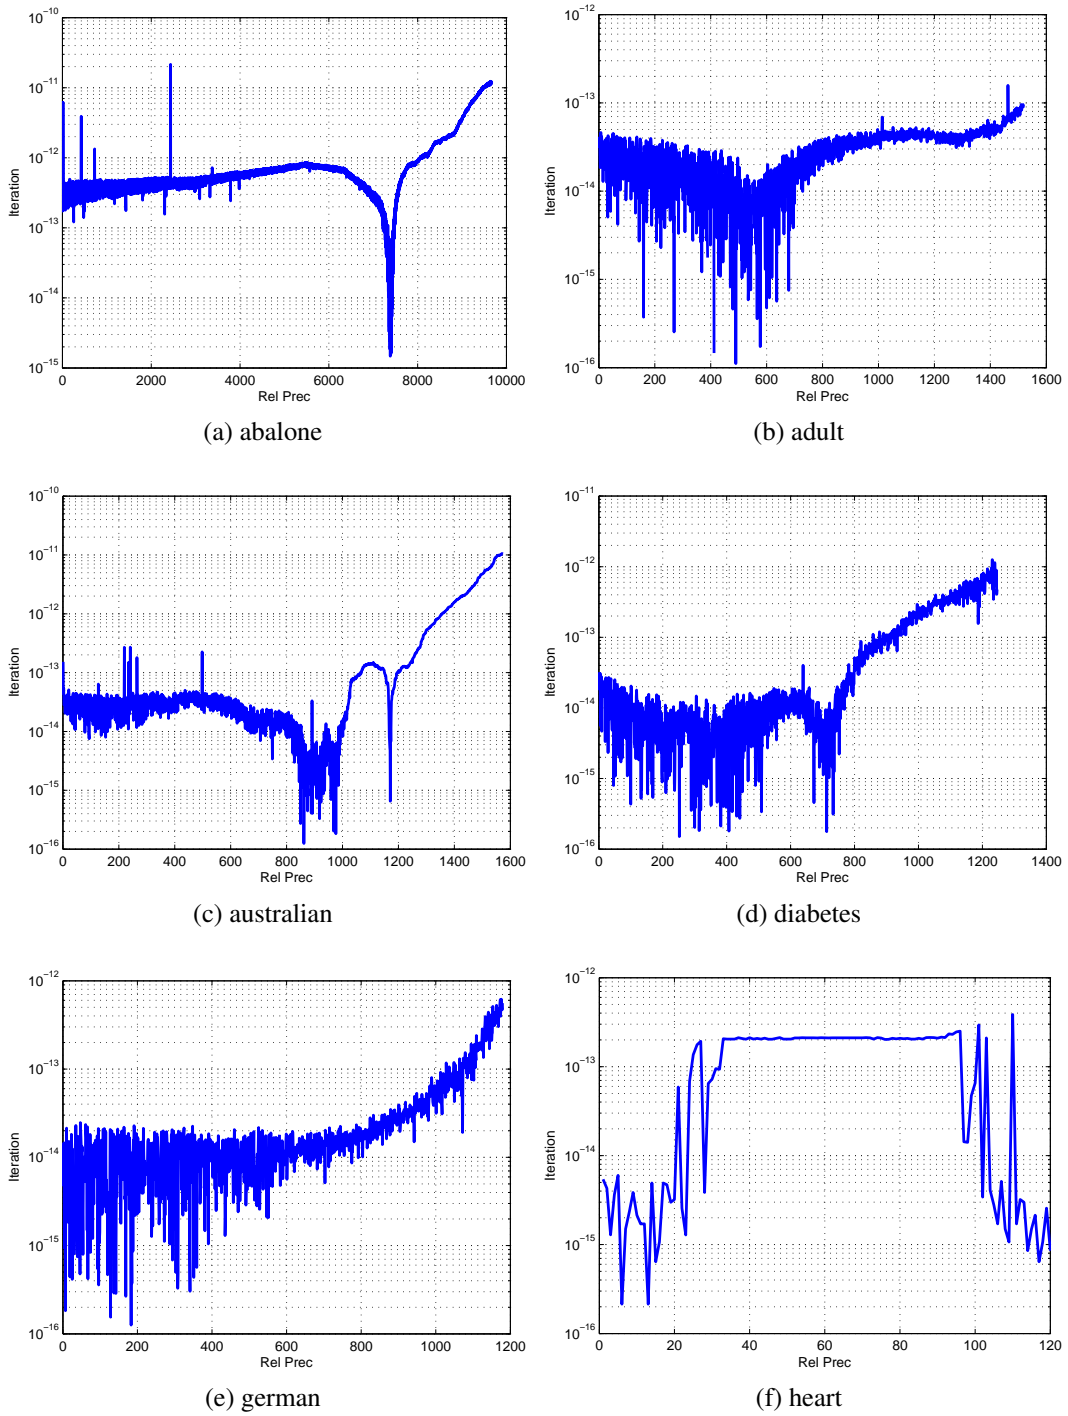 10−10
10−11
10−12
10−13
10−14
10−15
Iteration
0 2000 4000 6000 8000 10000
Rel Prec
(a) abalone
10−12
10−13
10−14
10−15
10−16
Iteration
0 200 400 600 800 1000 1200 1400 1600
Rel Prec
(b) adult
10−10
10−11
10−12
10−13
10−14
10−15
10−16
Iteration
0 200 400 600 800 1000 1200 1400 1600
Rel Prec
(c) australian
10−11
10−12
10−13
10−14
10−15
10−16
Iteration
0 200 400 600 800 1000 1200 1400
Rel Prec
(d) diabetes
10−12
10−13
10−14
10−15
10−16
Iteration
0 200 400 600 800 1000 1200
Rel Prec
(e) german
10−12
10−13
10−14
10−15
10−16
Iteration
0 20 40 60 80 100 120
Rel Prec
(f) heart